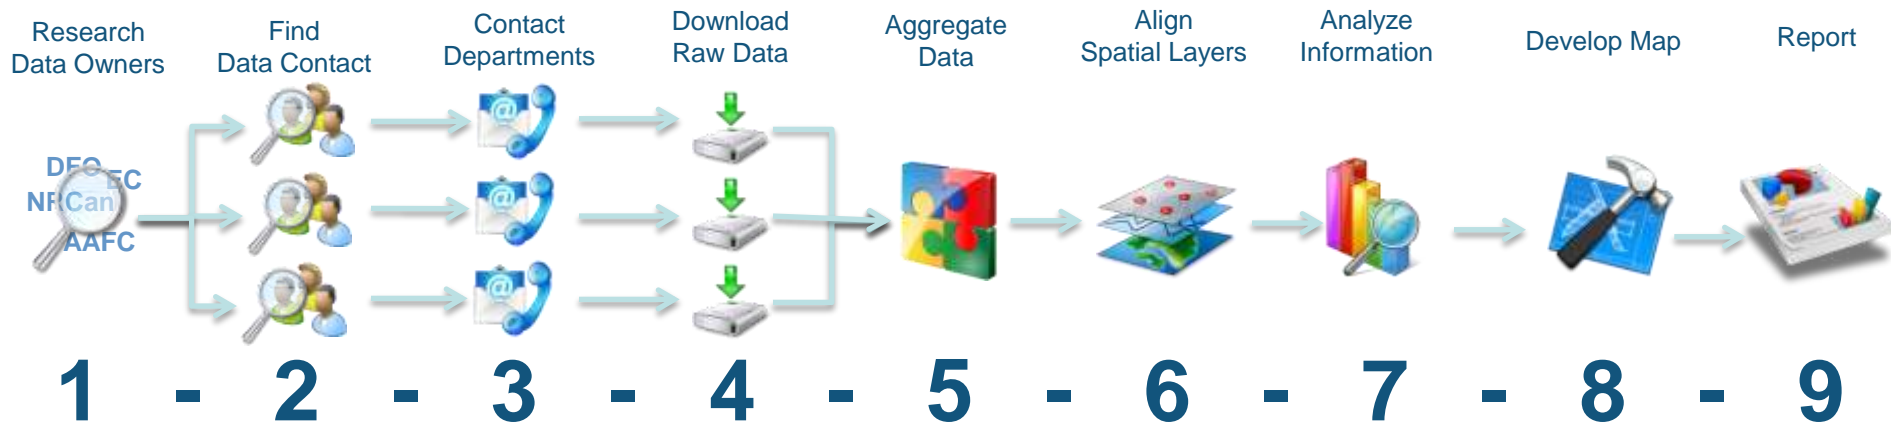 Research
Data Owners
Find
Data Contact
Contact
Departments
Download
Raw Data
Aggregate
Data
Align
Spatial Layers
Analyze
Information
Develop Map
Report
DFO
EC
NRCan
AAFC
@
@
@
1 - 2 - 3 - 4 - 5 - 6 - 7 - 8 - 9